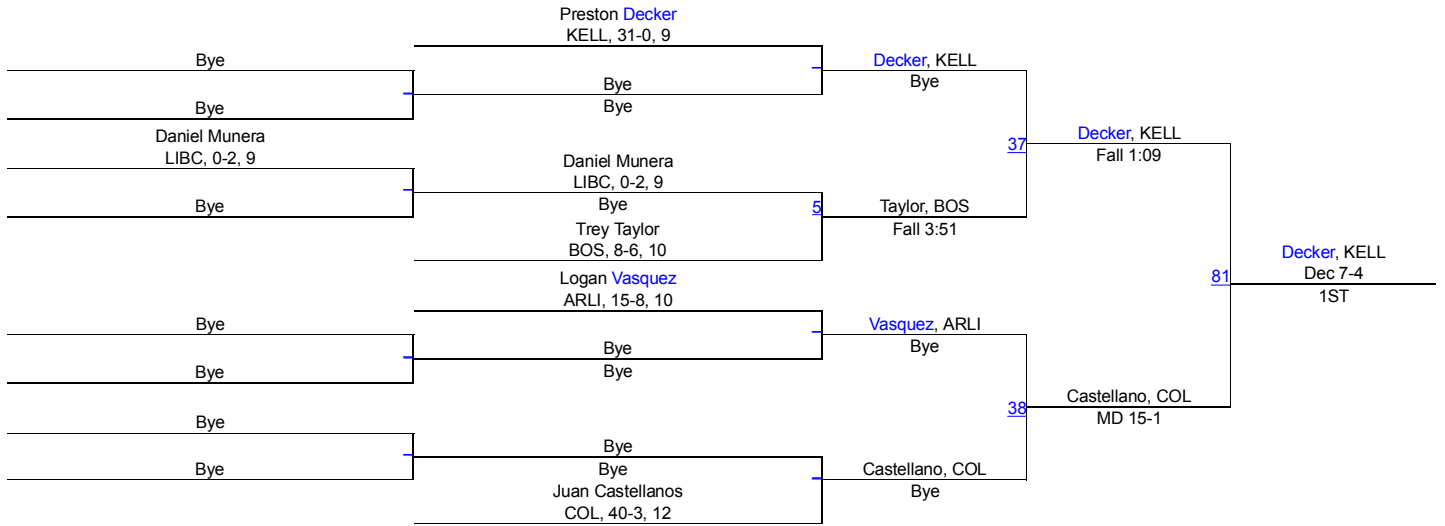 Preston Decker
KELL, 31-0, 9
Bye
Decker, KELL
Bye
Bye
Bye
Bye
Daniel Munera
LIBC, 0-2, 9
37
Decker, KELL
Fall 1:09
Daniel Munera
LIBC, 0-2, 9
Bye
Bye
5
Taylor, BOS
Fall 3:51
Trey Taylor
BOS, 8-6, 10
Decker, KELL
Dec 7-4
1ST
81
Logan Vasquez
ARLI, 15-8, 10
Bye
Vasquez, ARLI
Bye
Bye
Bye
Bye
38
Castellano, COL
MD 15-1
Bye
Bye
Bye
Bye
Castellano, COL
Bye
Juan Castellanos
COL, 40-3, 12